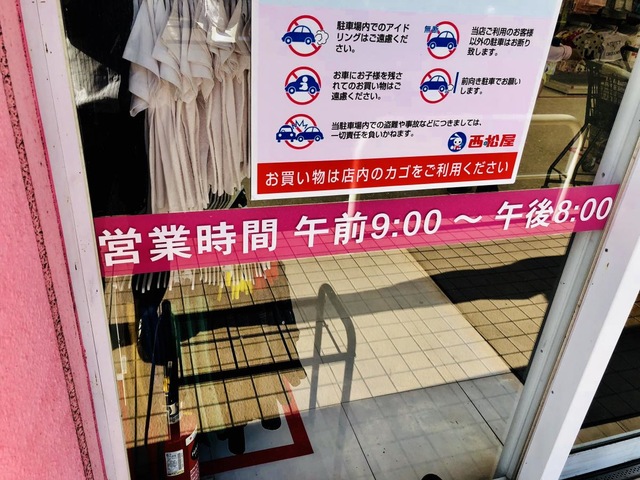 駐車場内でのアイド
リングはご遠慮くだ
さい。
無断
当店ご利用のお客様
以外の駐車はお断り
致します。
お車にお子様を残さ
れてのお買い物はご
遠慮ください。
前向き駐車でお願い
します。
当駐車場内での盗難や事故などにつきましては、
一切責任を負いかねます。
西松屋
お買い物は店内のカゴをご利用ください
営業時間 午前9:00 ～ 午後8:00